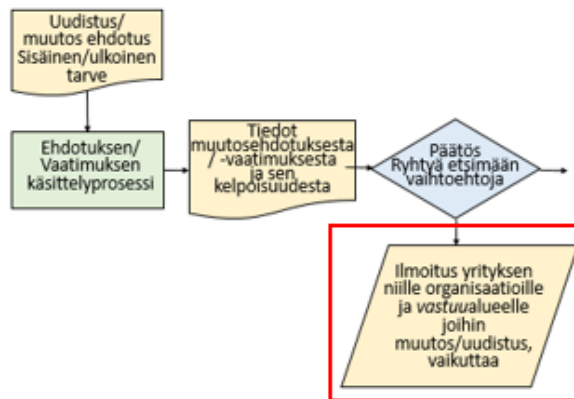 Uudistus/
muutos ehdotus
Sisäinen/ulkoinen
tarve
Ehdotuksen/
Vaatimuksen
käsittelyprosessi
Tiedot
muutosehdotuksesta
/ -vaatimuksesta
ja sen
kelpoisuudesta
Päätös
Ryhtyä etsimään
vaihtoehtoja
Ilmoitus yrityksen
niille organisaatioille
ja vastuualueelle
joihin
muutos/uudistus,
vaikuttaa